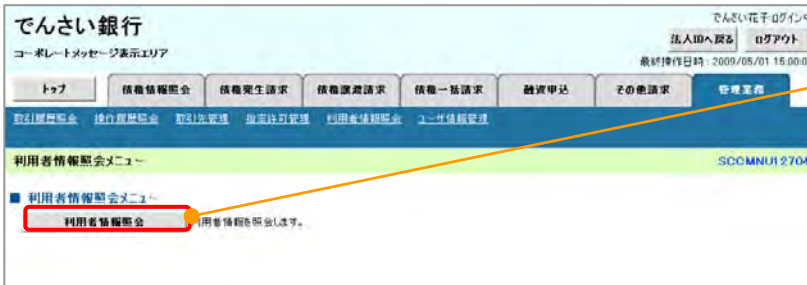 でんさい銀行
コーポレートメッセージ表示エリア
でんさい花子 ログイン中
法人IDへ戻る ログアウト
最終操作日時：2009/05/01 15:00:0
トップ 債権情報照会 債権発生請求 債権譲渡請求 債権一括請求 融資申込 その他請求 管理業務
取引履歴照会 操作履歴照会 取引先管理 指定許可管理 利用者情報照会 ユーザ情報管理
利用者情報照会メニュー SCCMNU12704
■ 利用者情報照会メニュー
利用者情報照会 利用者情報を照会します。